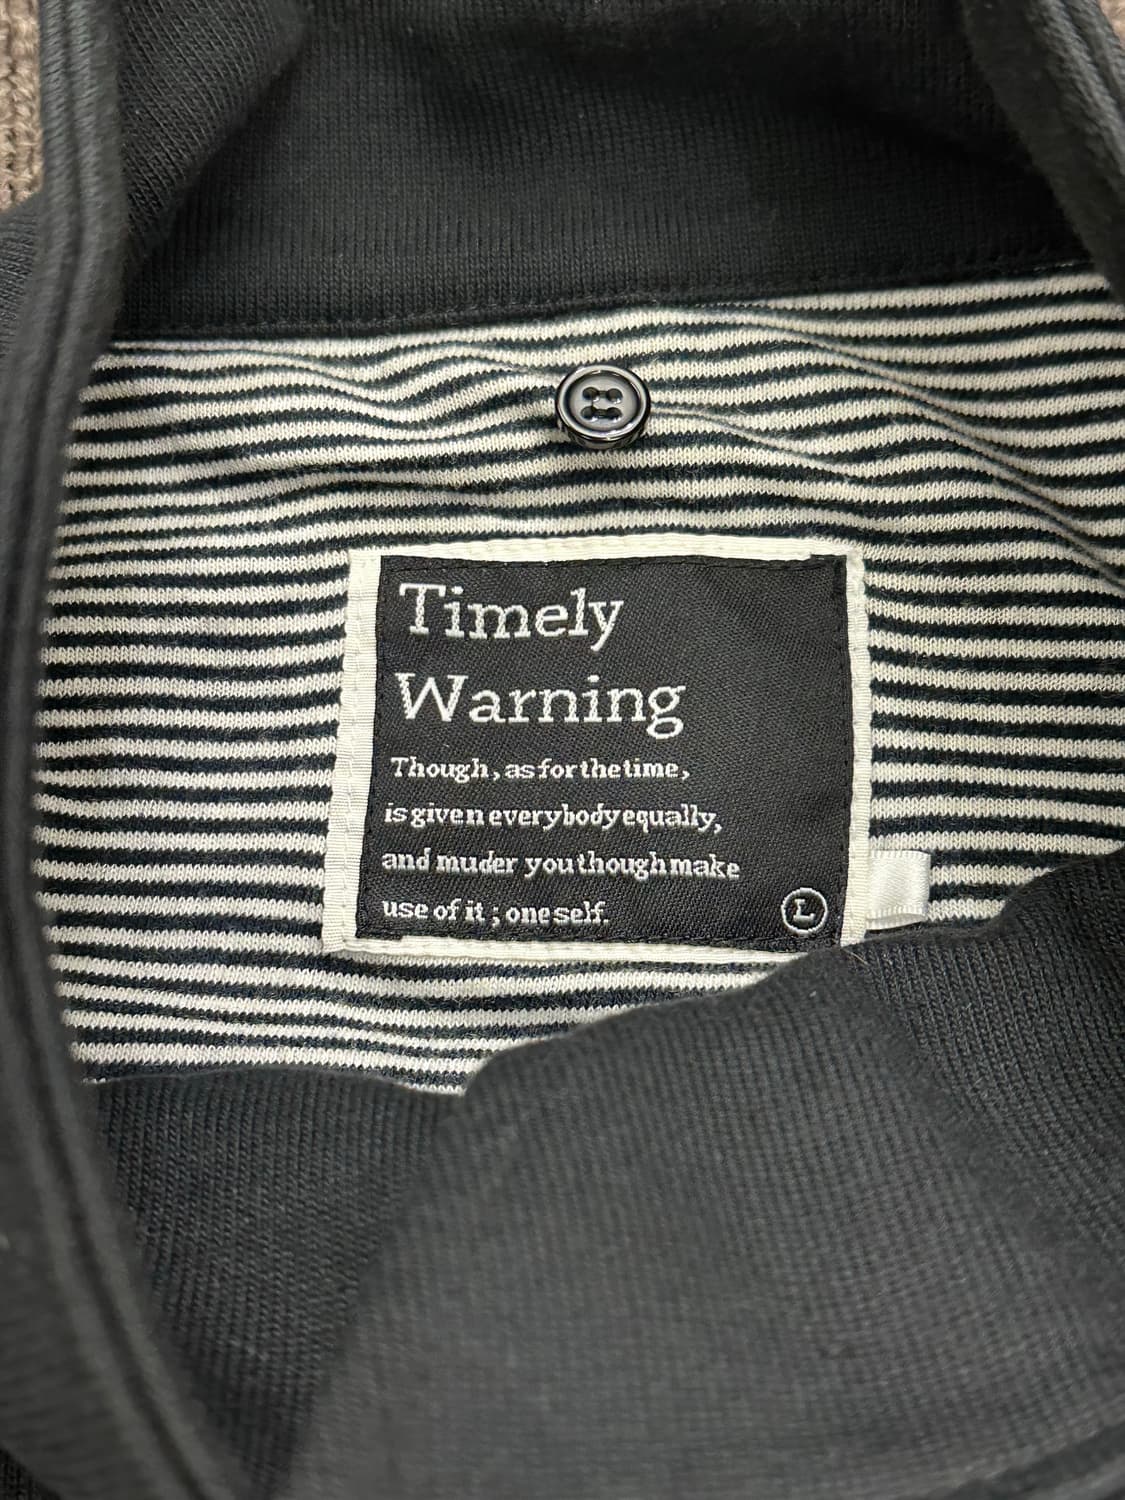 Timely
Warning
Though, as for the time,
is given everybody equally,
and muder you though make
use of it ; one self.
L